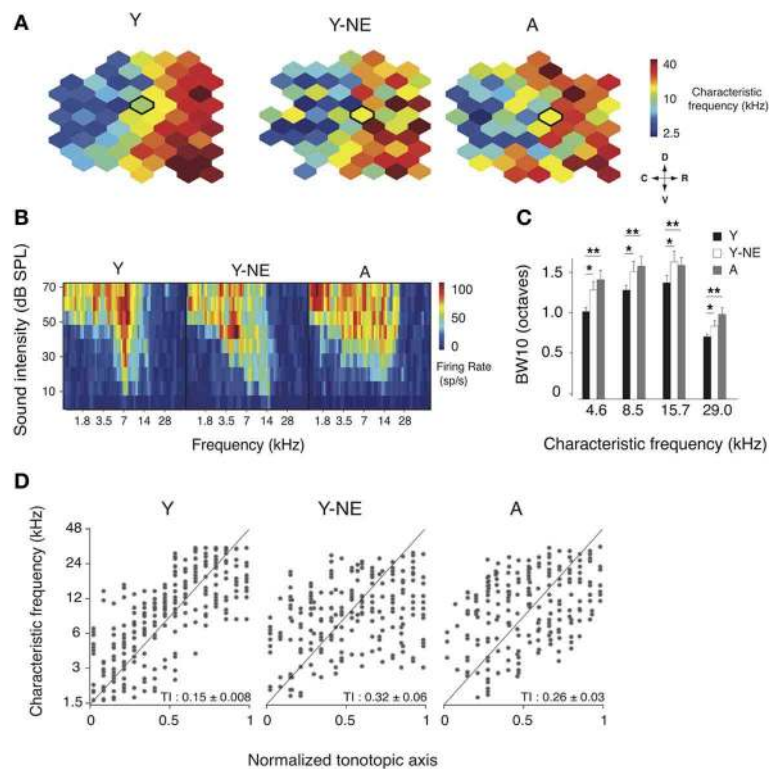 A
Y
Y-NE
A
40
10
2.5
Characteristic
frequency (kHz)
D
C R
V
B
Y
Y-NE
A
Sound intensity (dB SPL)
70
50
30
10
1.8 3.5 7 14 28
1.8 3.5 7 14 28
1.8 3.5 7 14 28
Frequency (kHz)
100
50
0
Firing Rate
(sp/s)
C
Y
Y-NE
A
BW10 (octaves)
1.5
1.0
0.5
0
**
*
**
*
**
*
**
*
4.6 8.5 15.7 29.0
Characteristic frequency (kHz)
D
Y
Y-NE
A
Characteristic frequency (kHz)
48
24
12
6
3
1.5
TI : 0.15 ± 0.008
TI : 0.32 ± 0.06
TI : 0.26 ± 0.03
0 0.5 1
0.5 1
0.5 1
Normalized tonotopic axis